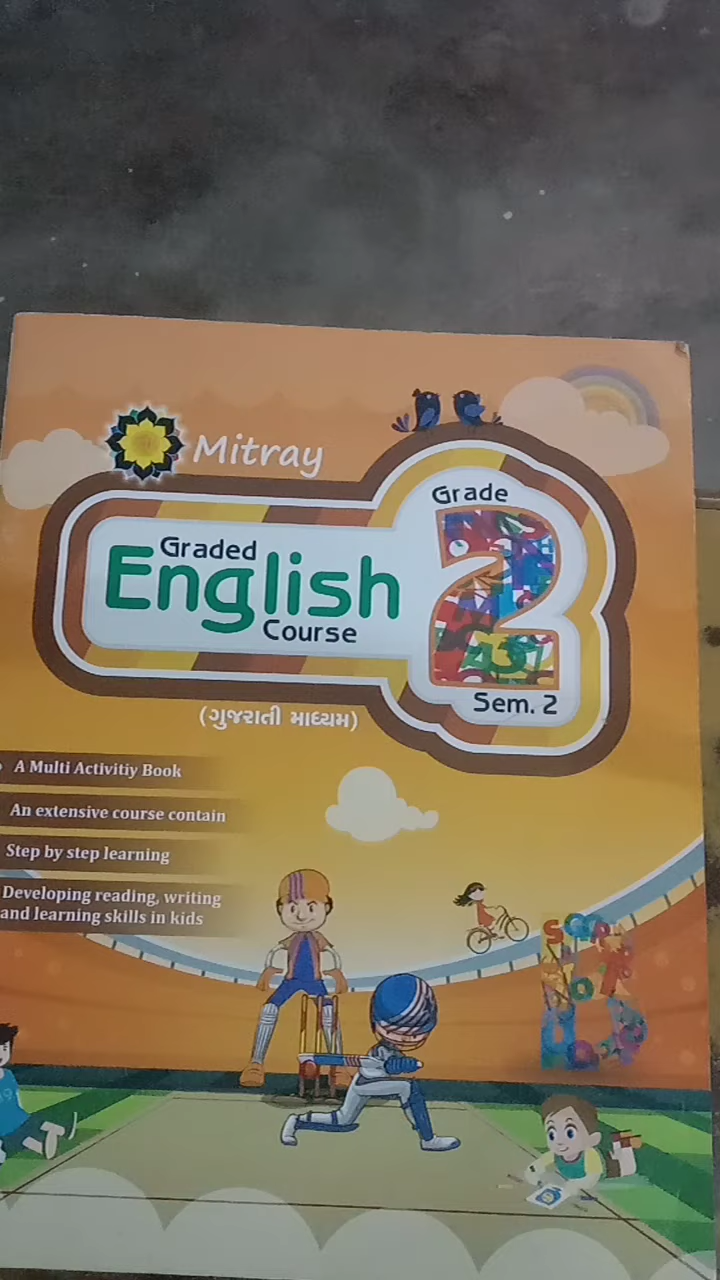 Mitray
Grade
2
Graded
English
Course
Sem. 2
(ગુજરાતી માધ્યમ)
A Multi Activitiy Book
An extensive course contain
Step by step learning
Developing reading, writing
and learning skills in kids